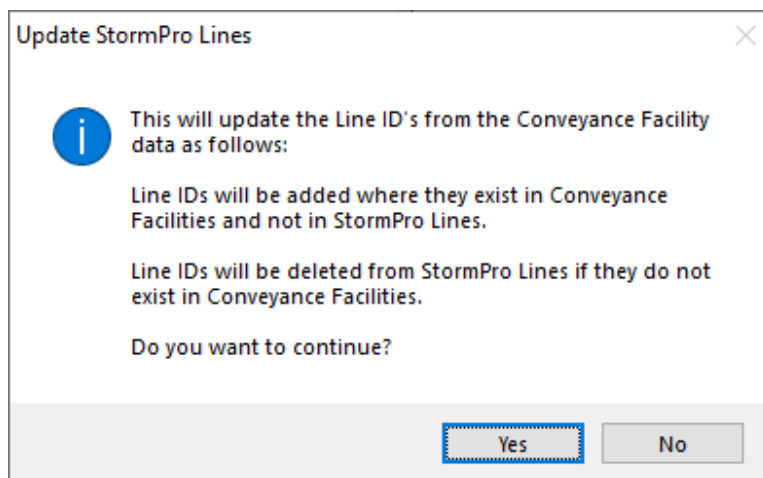 Update StormPro Lines
This will update the Line ID's from the Conveyance Facility
data as follows:
Line IDs will be added where they exist in Conveyance
Facilities and not in StormPro Lines.
Line IDs will be deleted from StormPro Lines if they do not
exist in Conveyance Facilities.
Do you want to continue?
Yes
No